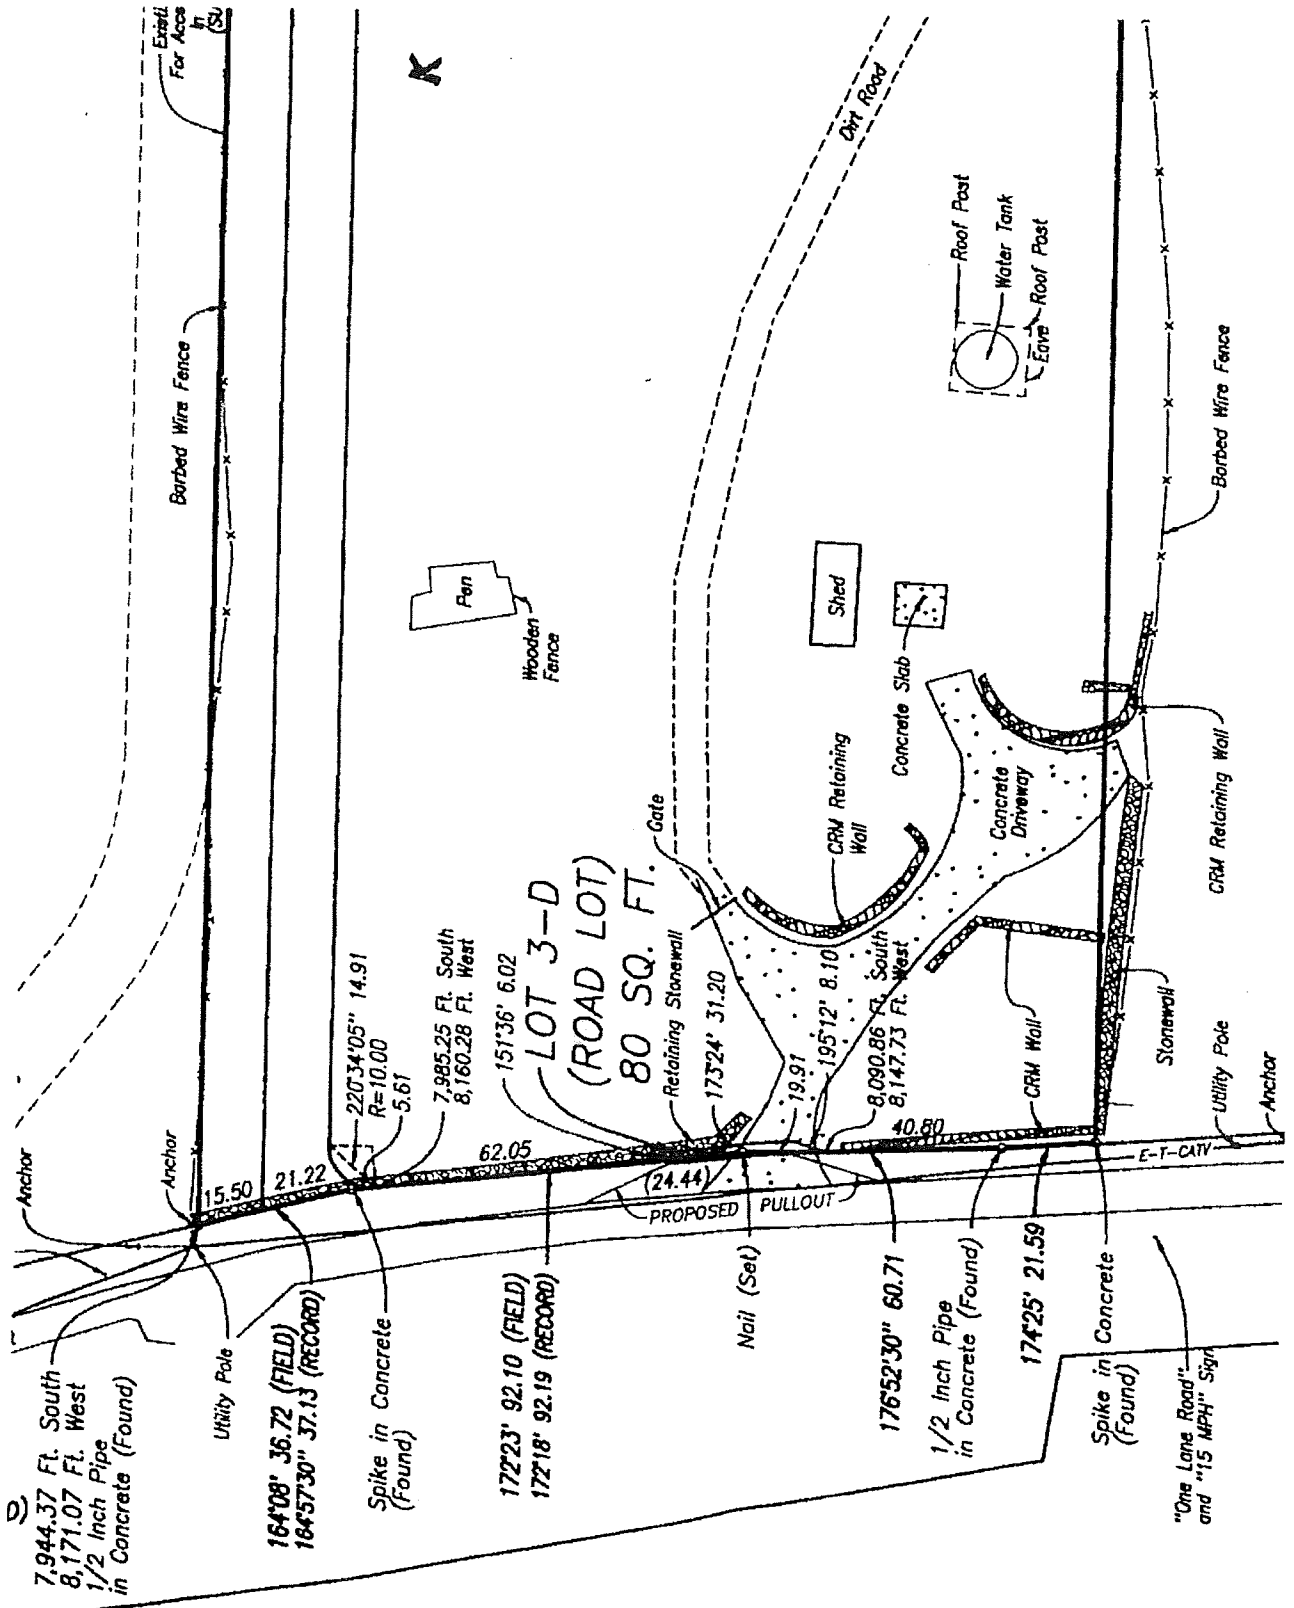 Existi
For Acce
In
(SU
K
Barbed Wire Fence
Dirt Road
Roof Post
Water Tank
Roof Post
Eave
Barbed Wire Fence
Pen
Wooden
Fence
Shed
Concrete Slab
Gate
CRM Retaining
Wall
Concrete
Driveway
CRM Retaining Wall
LOT 3-D
(ROAD LOT)
80 SQ. FT.
Retaining Stonewall
220°34'05" 14.91
R=10.00
5.61
7,985.25 Ft. South
8,160.28 Ft. West
151°36' 6.02
173°24' 31.20
19.91
195°12' 8.10
8,090.86 Ft. South
8,147.73 Ft. West
CRM Wall
Stonewall
Utility Pole
Anchor
Anchor
Anchor
15.50
21.22
62.05
(24.44)
40.80
E-T-CATV
PROPOSED PULLOUT
D)
7,944.37 Ft. South
8,171.07 Ft. West
1/2 Inch Pipe
in Concrete (Found)
Utility Pole
164°08' 36.72 (FIELD)
164°57'30" 37.13 (RECORD)
Spike in Concrete
(Found)
172°23' 92.10 (FIELD)
172°18' 92.19 (RECORD)
Nail (Set)
176°52'30" 60.71
1/2 Inch Pipe
in Concrete (Found)
174°25' 21.59
Spike in Concrete
(Found)
"One Lane Road"
and "15 MPH" Sign